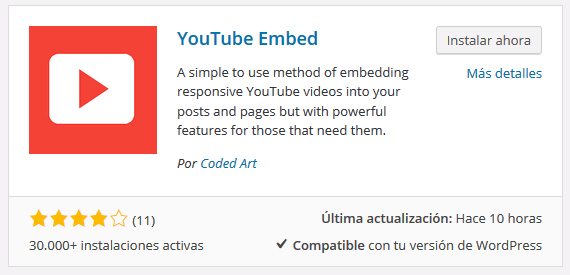 YouTube Embed
Instalar ahora
Más detalles
A simple to use method of embedding
responsive YouTube videos into your
posts and pages but with powerful
features for those that need them.
Por Coded Art
(11)
Última actualización: Hace 10 horas
30.000+ instalaciones activas
Compatible con tu versión de WordPress